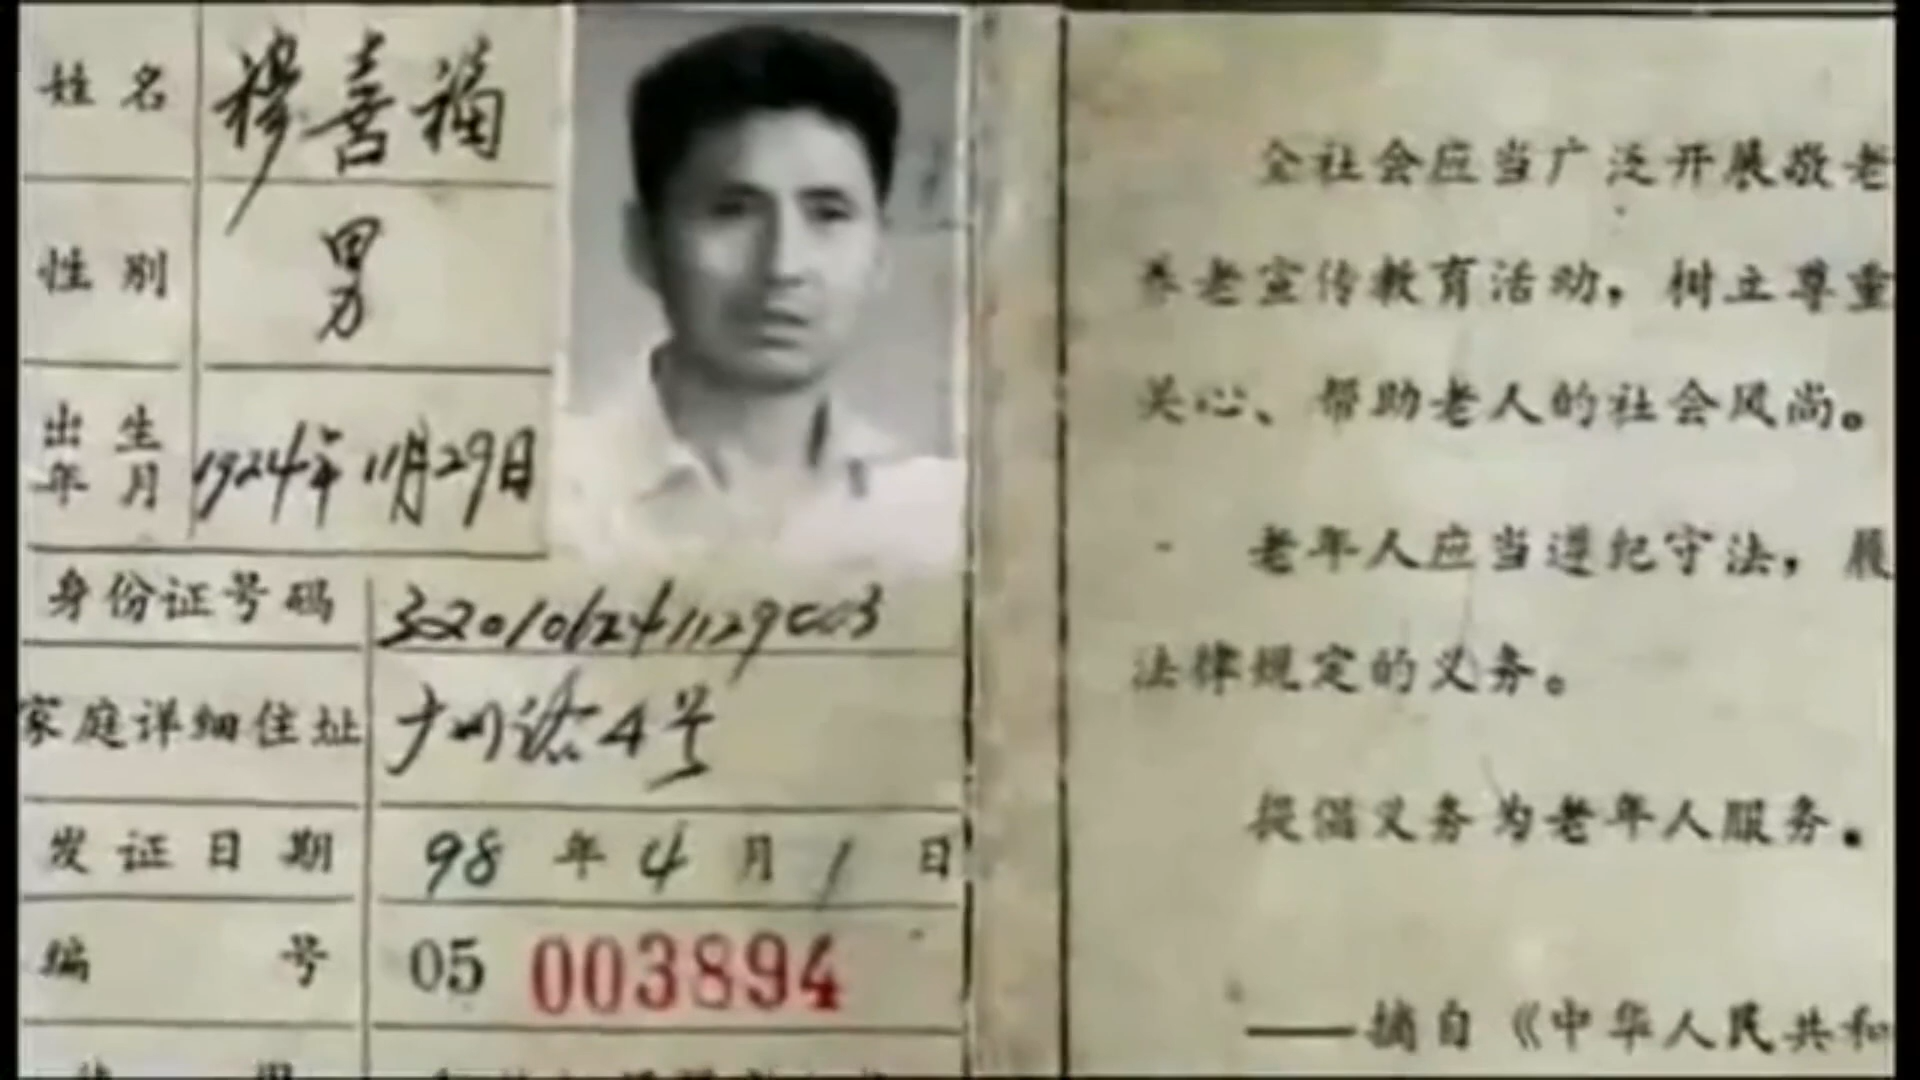 姓名 穆喜福
性别 男
出生年月 1924年11月29日
身份证号码 320106241129003
家庭详细住址 广州路4号
发证日期 98年4月1日
编号 05 003894
全社会应当广泛开展敬老
养老宣传教育活动，树立尊重
关心、帮助老人的社会风尚。
老年人应当遵纪守法，履
法律规定的义务。
提倡义务为老年人服务。
——摘自《中华人民共和